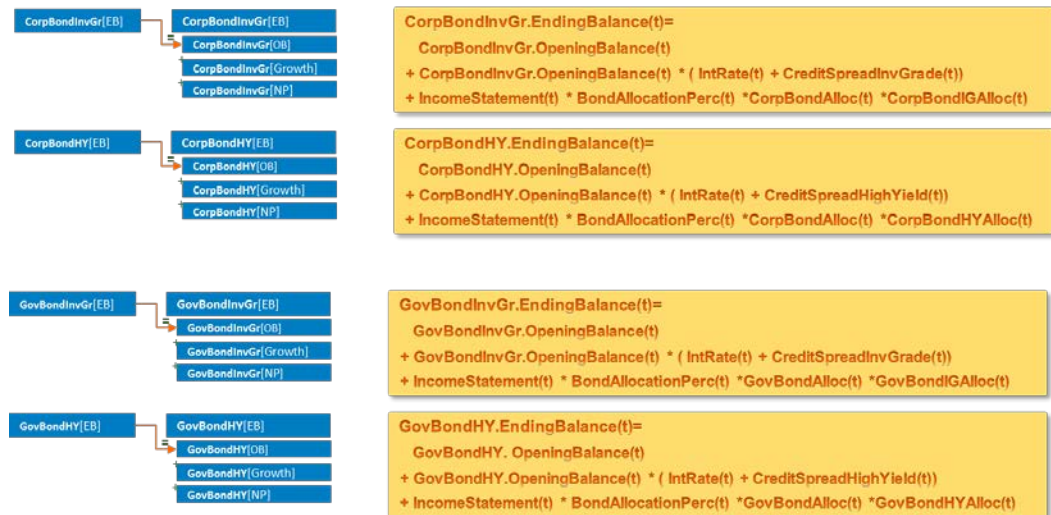 CorpBondInvGr[EB]
CorpBondInvGr[EB]
=
CorpBondInvGr[OB]
+
CorpBondInvGr[Growth]
+
CorpBondInvGr[NP]
CorpBondInvGr.EndingBalance(t)=
CorpBondInvGr.OpeningBalance(t)
+ CorpBondInvGr.OpeningBalance(t) * ( IntRate(t) + CreditSpreadInvGrade(t))
+ IncomeStatement(t) * BondAllocationPerc(t) *CorpBondAlloc(t) *CorpBondIGAlloc(t)
CorpBondHY[EB]
CorpBondHY[EB]
=
CorpBondHY[OB]
+
CorpBondHY[Growth]
+
CorpBondHY[NP]
CorpBondHY.EndingBalance(t)=
CorpBondHY.OpeningBalance(t)
+ CorpBondHY.OpeningBalance(t) * ( IntRate(t) + CreditSpreadHighYield(t))
+ IncomeStatement(t) * BondAllocationPerc(t) *CorpBondAlloc(t) *CorpBondHYAlloc(t)
GovBondInvGr[EB]
GovBondInvGr[EB]
=
GovBondInvGr[OB]
+
GovBondInvGr[Growth]
+
GovBondInvGr[NP]
GovBondInvGr.EndingBalance(t)=
GovBondInvGr.OpeningBalance(t)
+ GovBondInvGr.OpeningBalance(t) * ( IntRate(t) + CreditSpreadInvGrade(t))
+ IncomeStatement(t) * BondAllocationPerc(t) *GovBondAlloc(t) *GovBondIGAlloc(t)
GovBondHY[EB]
GovBondHY[EB]
=
GovBondHY[OB]
+
GovBondHY[Growth]
+
GovBondHY[NP]
GovBondHY.EndingBalance(t)=
GovBondHY. OpeningBalance(t)
+ GovBondHY.OpeningBalance(t) * ( IntRate(t) + CreditSpreadHighYield(t))
+ IncomeStatement(t) * BondAllocationPerc(t) *GovBondAlloc(t) *GovBondHYAlloc(t)